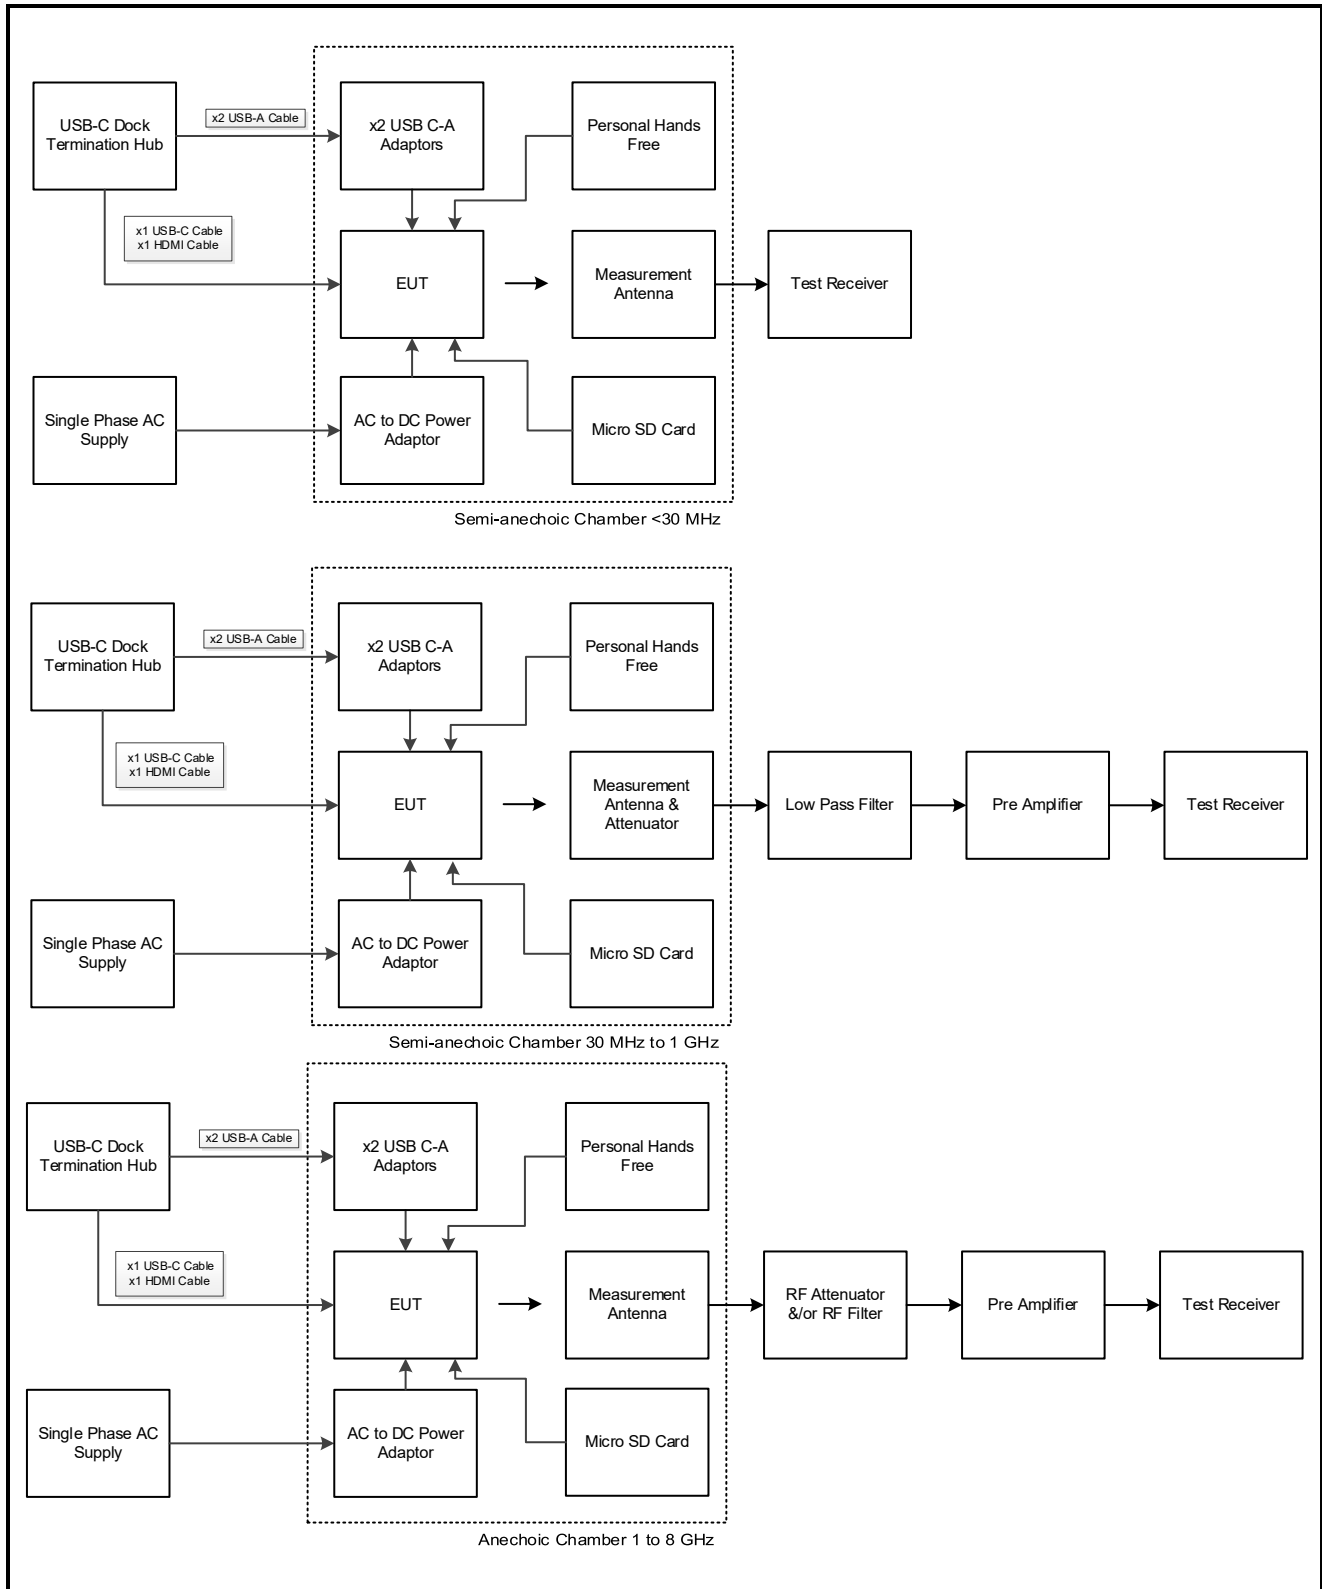 USB-C Dock
Termination Hub
x2 USB-A Cable
x2 USB C-A
Adaptors
Personal Hands
Free
x1 USB-C Cable
x1 HDMI Cable
EUT
Measurement
Antenna
Test Receiver
Single Phase AC
Supply
AC to DC Power
Adaptor
Micro SD Card
Semi-anechoic Chamber <30 MHz
USB-C Dock
Termination Hub
x2 USB-A Cable
x2 USB C-A
Adaptors
Personal Hands
Free
x1 USB-C Cable
x1 HDMI Cable
EUT
Measurement
Antenna &
Attenuator
Low Pass Filter
Pre Amplifier
Test Receiver
Single Phase AC
Supply
AC to DC Power
Adaptor
Micro SD Card
Semi-anechoic Chamber 30 MHz to 1 GHz
USB-C Dock
Termination Hub
x2 USB-A Cable
x2 USB C-A
Adaptors
Personal Hands
Free
x1 USB-C Cable
x1 HDMI Cable
EUT
Measurement
Antenna
RF Attenuator
&/or RF Filter
Pre Amplifier
Test Receiver
Single Phase AC
Supply
AC to DC Power
Adaptor
Micro SD Card
Anechoic Chamber 1 to 8 GHz